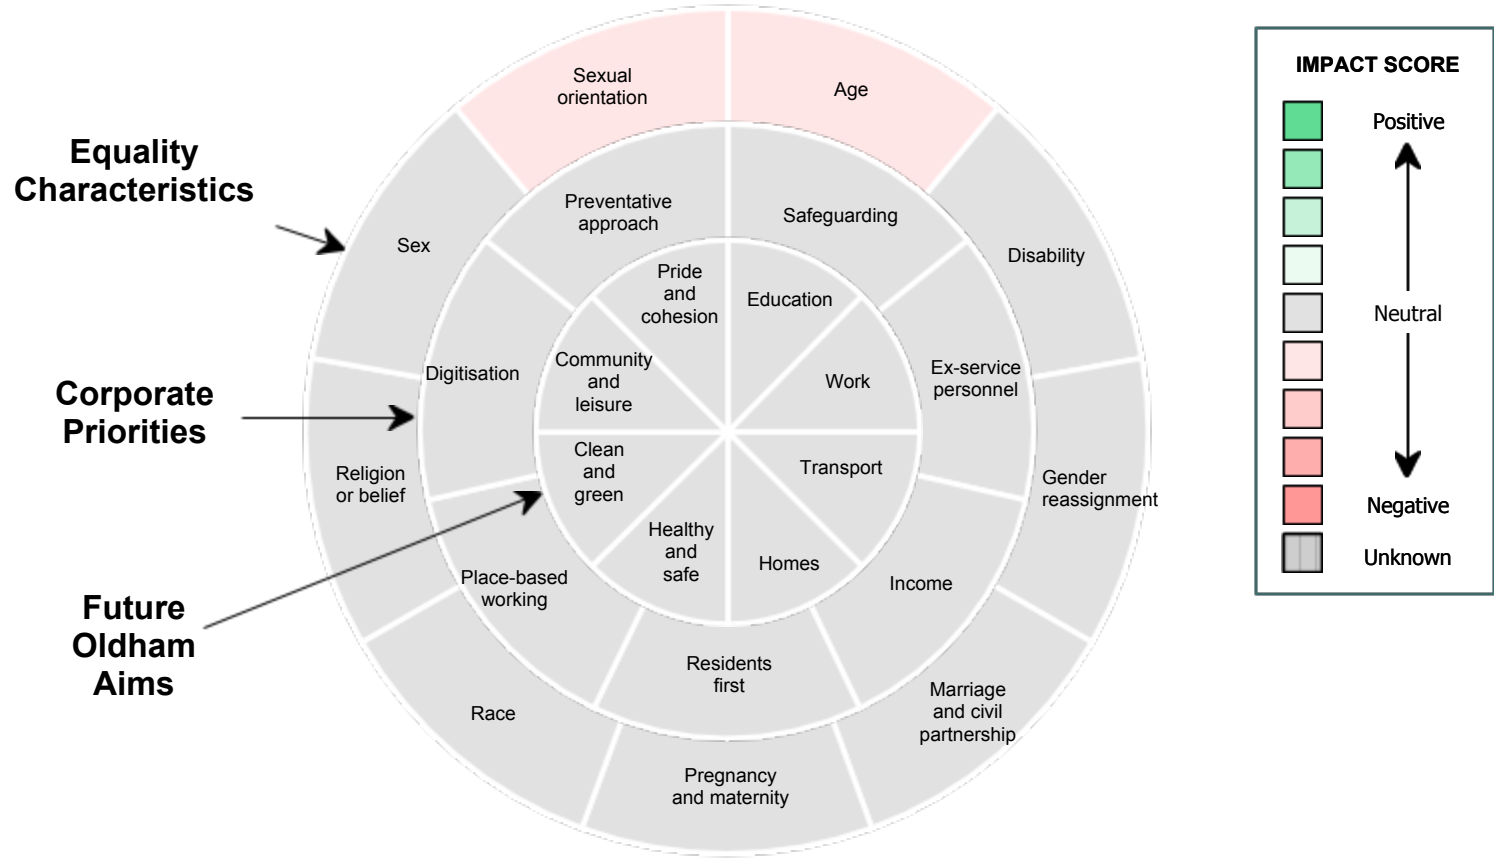 Equality
Characteristics
Corporate
Priorities
Future
Oldham
Aims
Sexual
orientation
Age
Sex
Disability
Religion
or belief
Gender
reassignment
Race
Marriage
and civil
partnership
Pregnancy
and maternity
Preventative
approach
Safeguarding
Digitisation
Ex-service
personnel
Place-based
working
Income
Residents
first
Pride
and
cohesion
Education
Community
and
leisure
Work
Clean
and
green
Transport
Healthy
and
safe
Homes
IMPACT SCORE
Positive
Neutral
Negative
Unknown